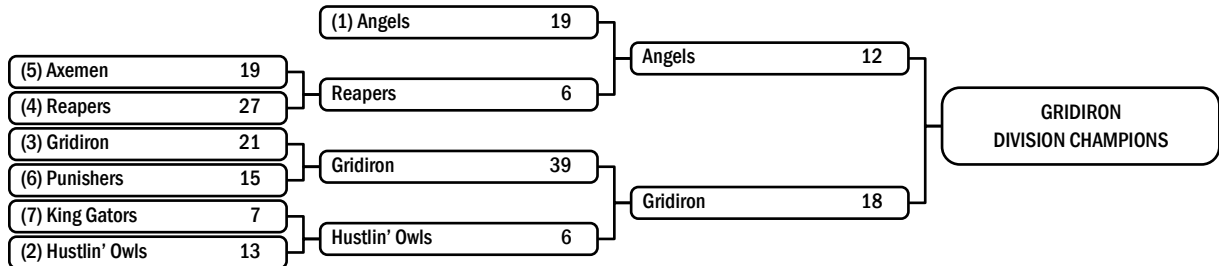 (1) Angels 19
(5) Axemen 19
(4) Reapers 27
(3) Gridiron 21
(6) Punishers 15
(7) King Gators 7
(2) Hustlin' Owls 13
Reapers 6
Gridiron 39
Hustlin' Owls 6
Angels 12
Gridiron 18
GRIDIRON
DIVISION CHAMPIONS